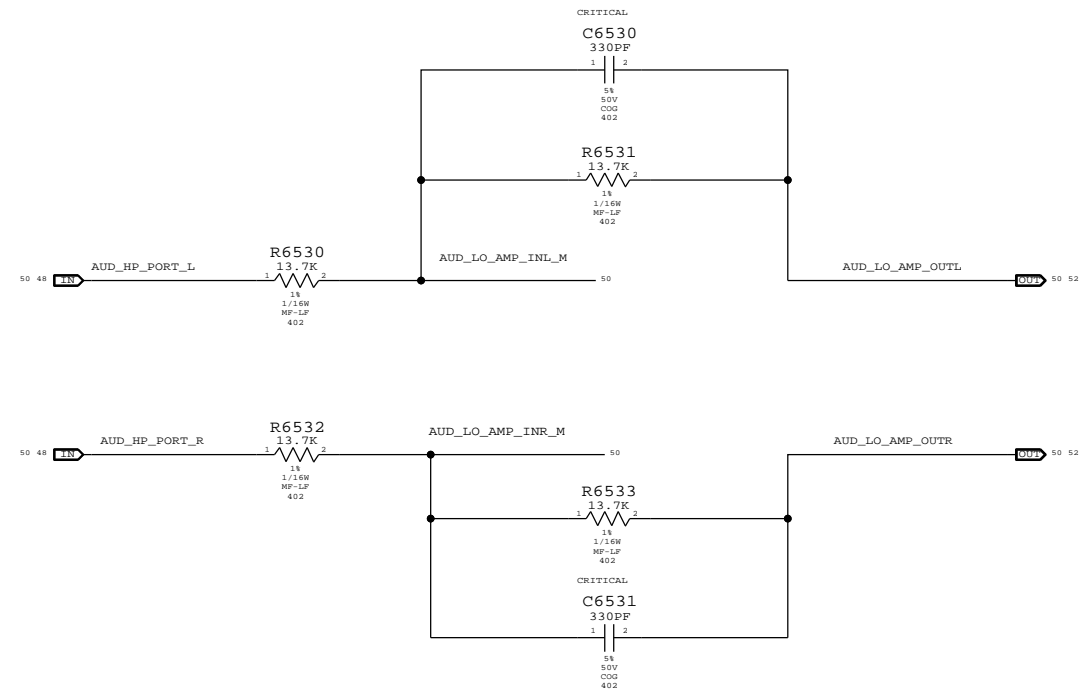 CRITICAL
C6530
330PF
1 2
5%
50V
COG
402
R6531
13.7K
1 2
1%
1/16W
MF-LF
402
R6530
13.7K
50 48 IN AUD_HP_PORT_L 1 2 AUD_LO_AMP_INL_M 50 AUD_LO_AMP_OUTL OUT 50 52
1%
1/16W
MF-LF
402
R6532
13.7K
50 48 IN AUD_HP_PORT_R 1 2 AUD_LO_AMP_INR_M 50 AUD_LO_AMP_OUTR OUT 50 52
1%
1/16W
MF-LF
402
R6533
13.7K
1 2
1%
1/16W
MF-LF
402
CRITICAL
C6531
330PF
1 2
5%
50V
COG
402